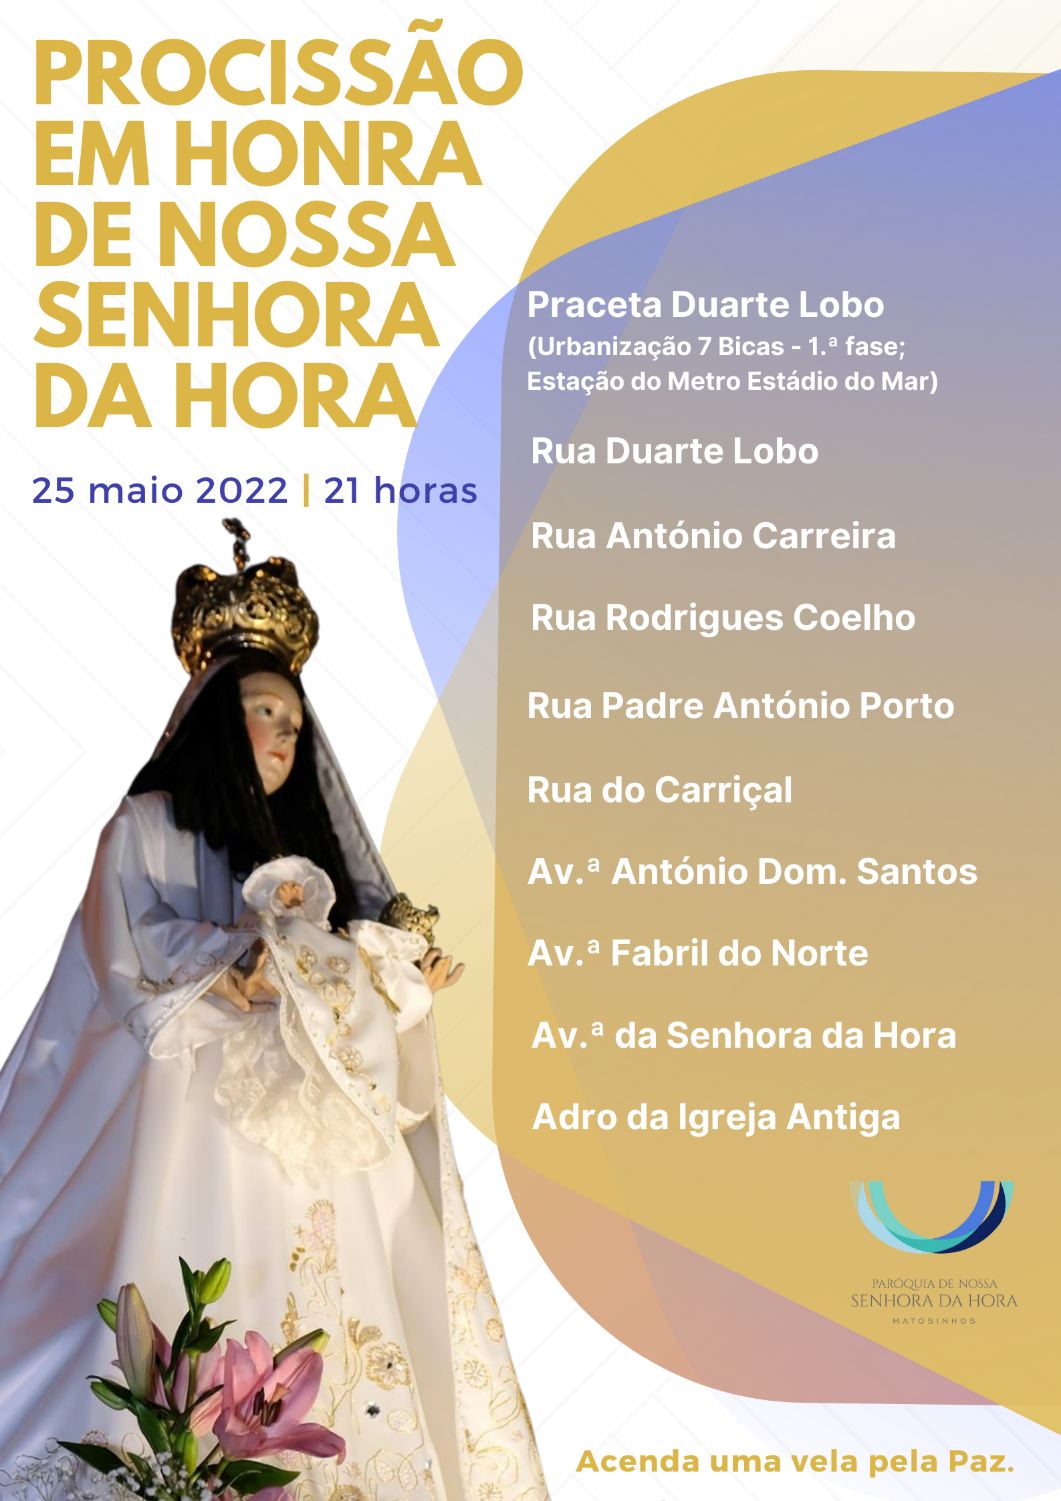 PROCISSÃO
EM HONRA
DE NOSSA
SENHORA
DA HORA
25 maio 2022 | 21 horas
Praceta Duarte Lobo
(Urbanização 7 Bicas - 1.ª fase;
Estação do Metro Estádio do Mar)
Rua Duarte Lobo
Rua António Carreira
Rua Rodrigues Coelho
Rua Padre António Porto
Rua do Carriçal
Av.ª António Dom. Santos
Av.ª Fabril do Norte
Av.ª da Senhora da Hora
Adro da Igreja Antiga
PARÓQUIA DE NOSSA
SENHORA DA HORA
MATOSINHOS
Acenda uma vela pela Paz.